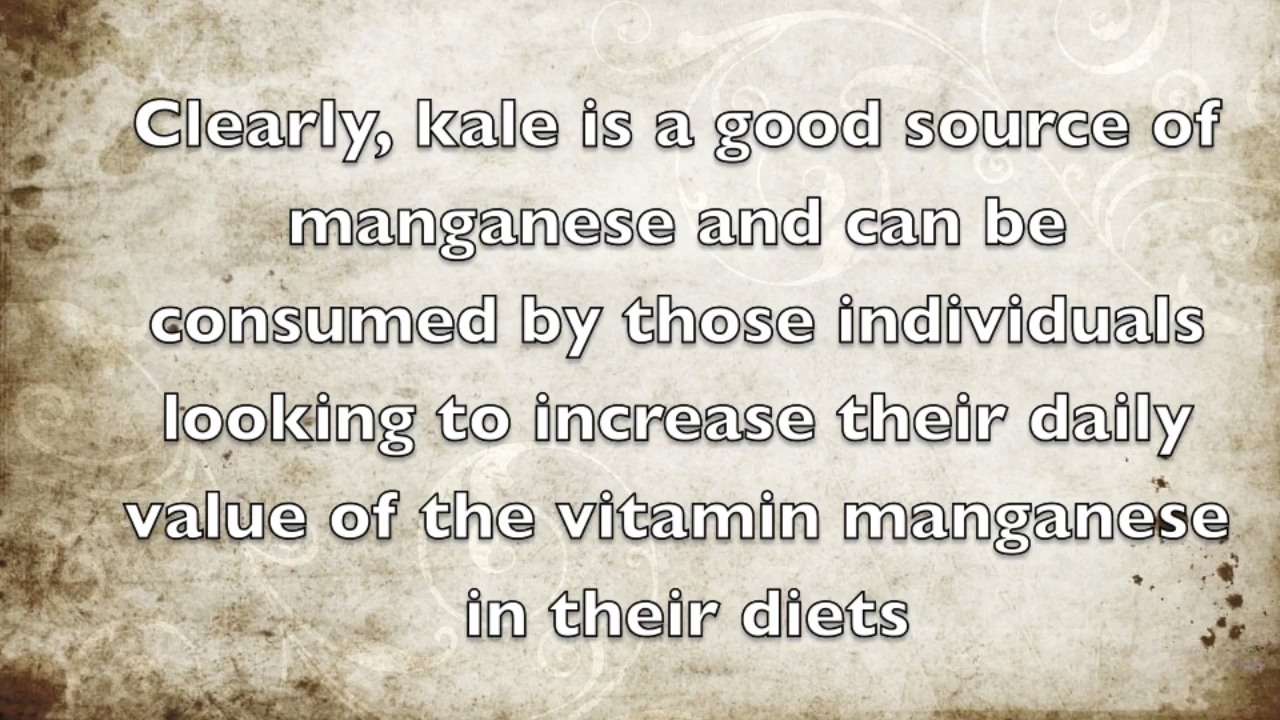 Clearly, kale is a good source of
manganese and can be
consumed by those individuals
looking to increase their daily
value of the vitamin manganese
in their diets